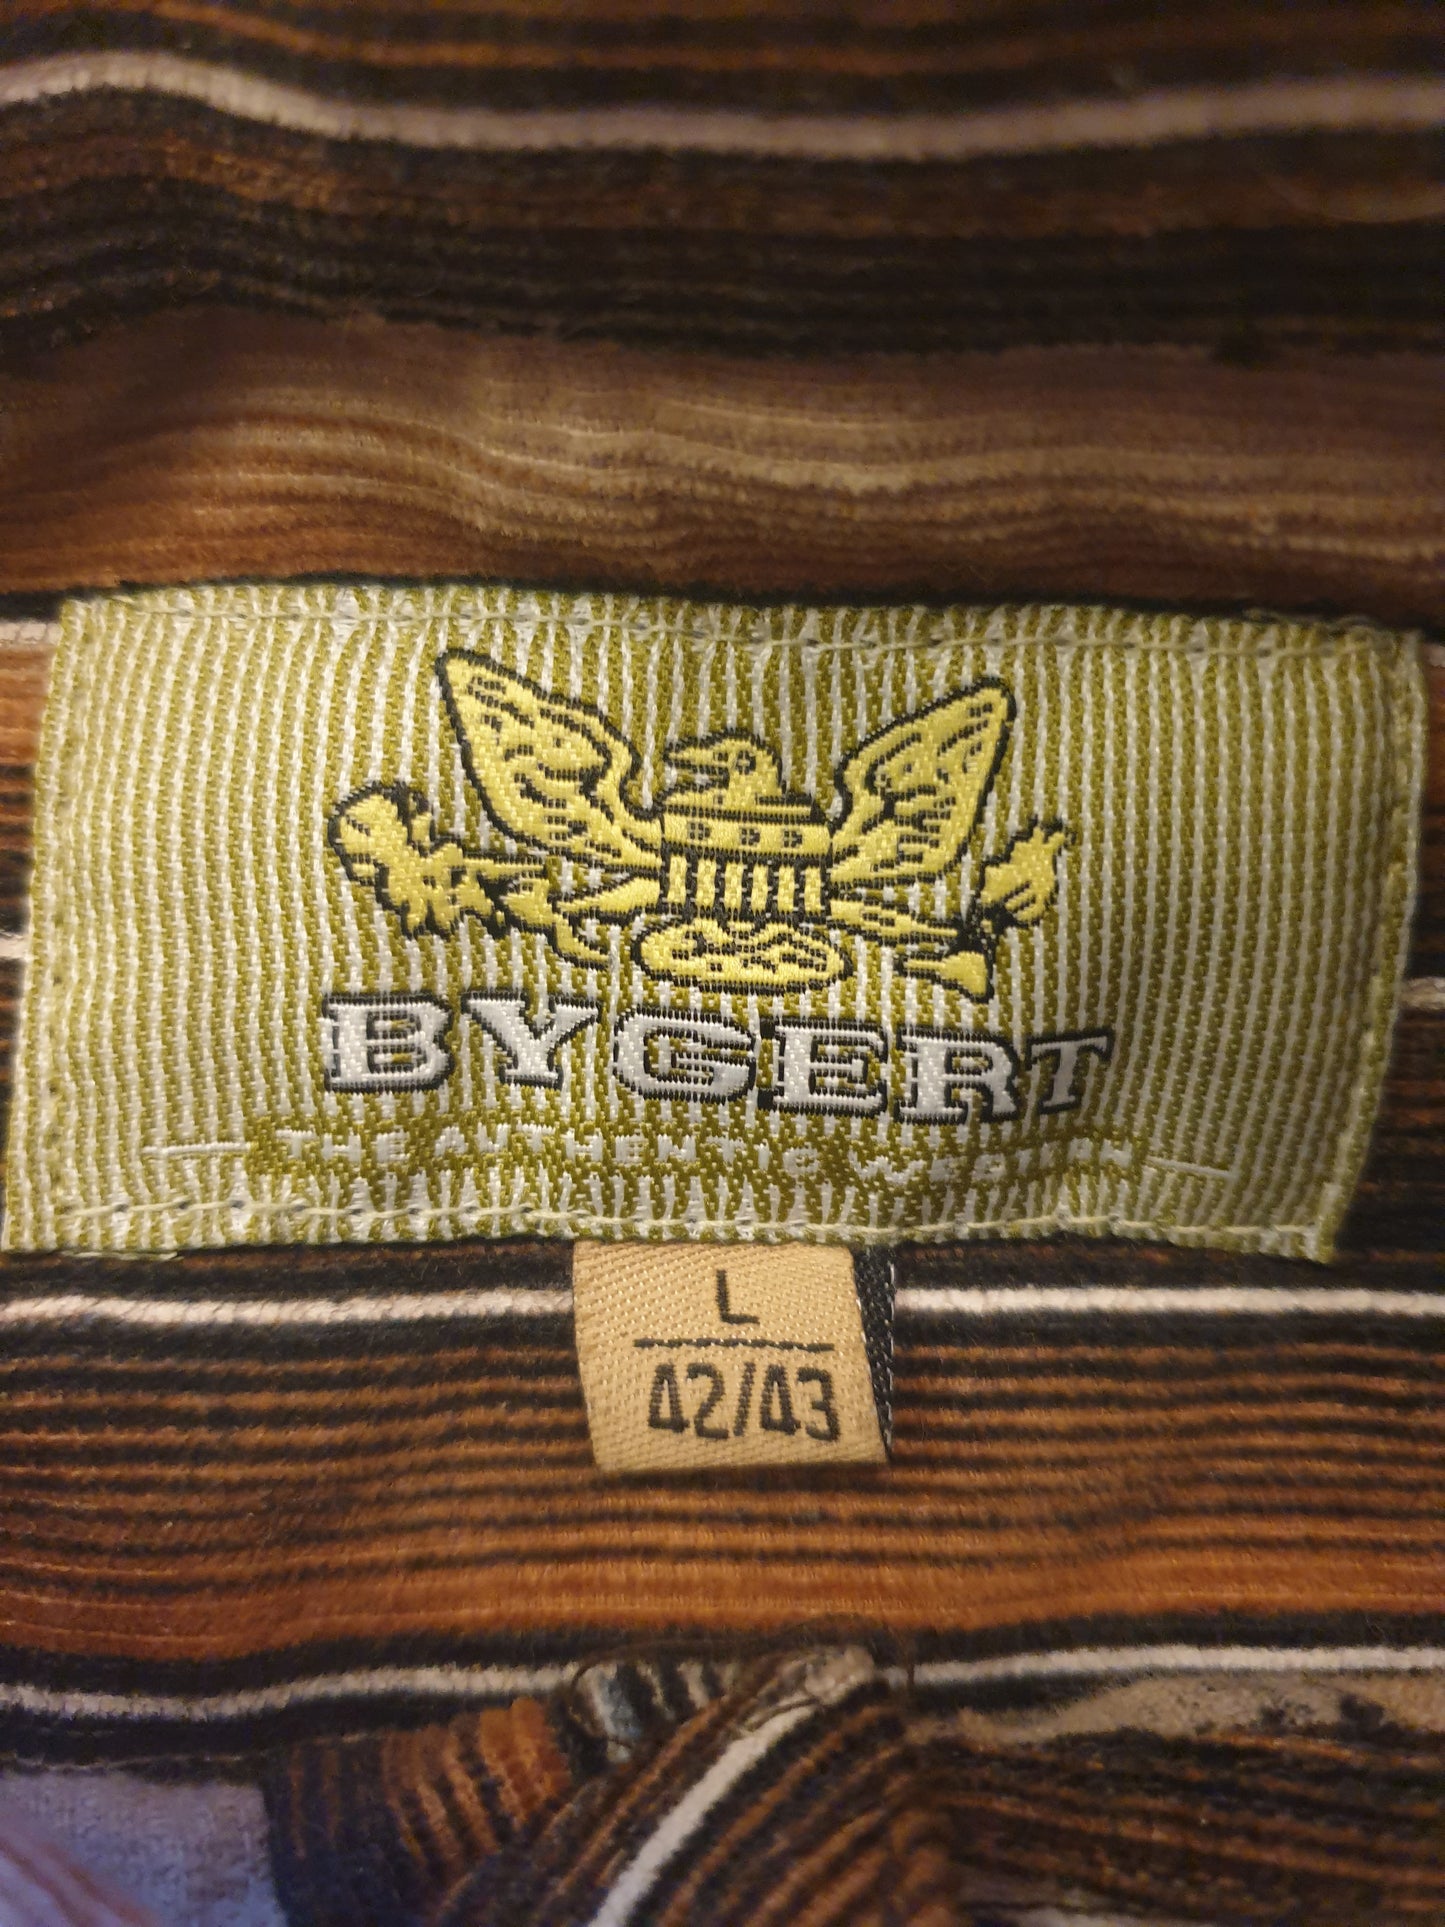 BYGERT
THE AUTHENTIC WESTERN
L
42/43